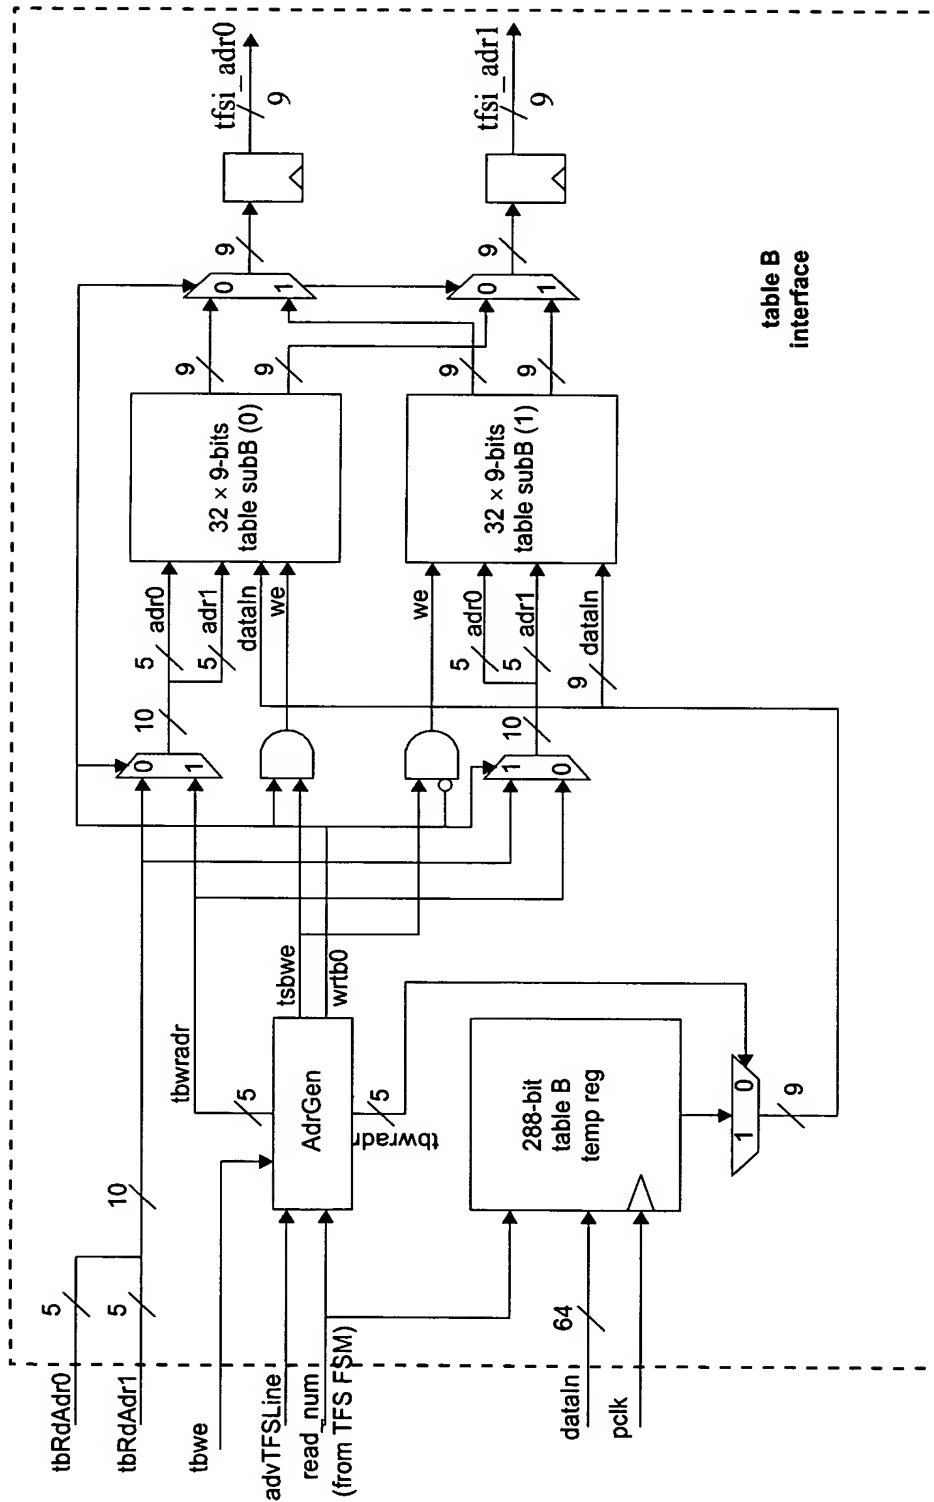 tbRdAdr0
5
tbRdAdr1
5
10
tbwe
advTFSLine
read_num
(from TFS FSM)
dataIn
64
pclk
tbwradr
5
AdrGen
tbwradr
5
tsbwe
wrtb0
288-bit
table B
temp reg
1 0
9
0
1
10
5
adr0
5
adr1
dataIn
we
32 × 9-bits
table subB (0)
9
9
1
0
10
we
5
adr0
5
adr1
9
dataIn
32 × 9-bits
table subB (1)
9
9
0
1
9
tfsi_adr0
9
0
1
9
tfsi_adr1
9
table B
interface